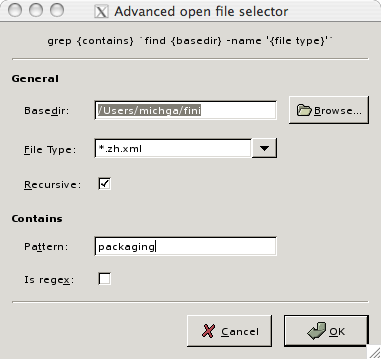 Advanced open file selector
grep {contains} `find {basedir} -name '{file type}'`
General
Basedir: /Users/michga/fini Browse...
File Type: *.zh.xml
Recursive:
Contains
Pattern: packaging
Is regex:
Cancel OK